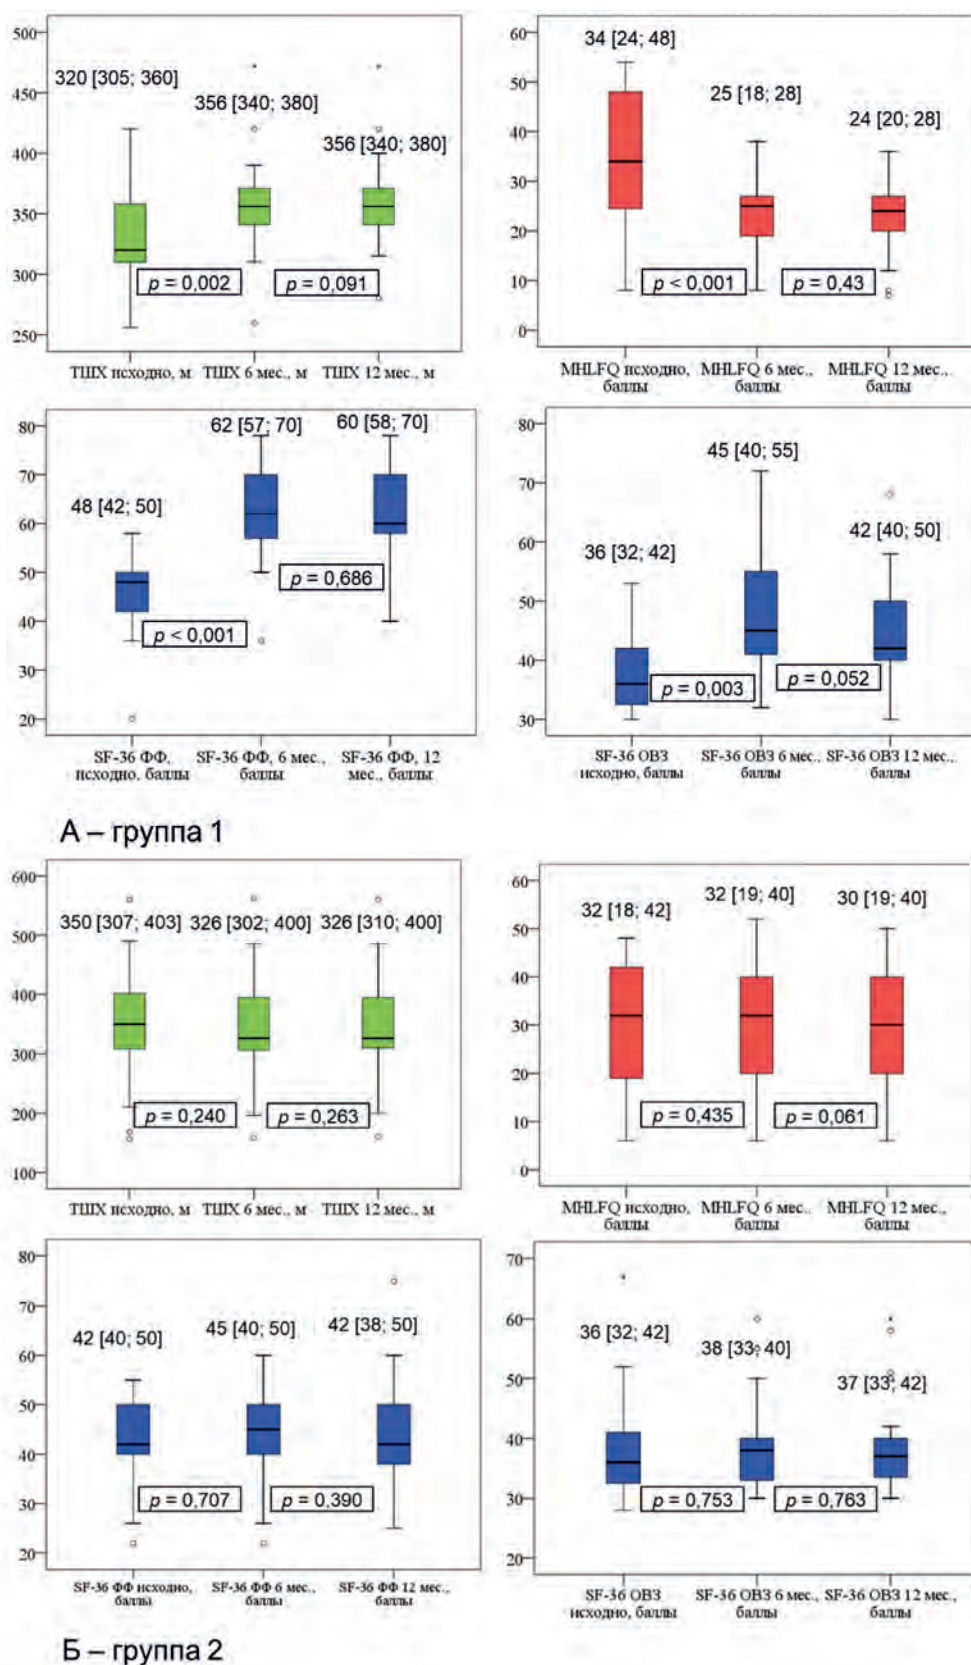 500
450
400
350
300
250
320 [305; 360]
356 [340; 380]
356 [340; 380]
p = 0,002
p = 0,091
ТШХ исходно, м ТШХ 6 мес., м ТШХ 12 мес., м
60
50
40
30
20
10
0
34 [24; 48]
25 [18; 28]
24 [20; 28]
p < 0,001
p = 0,43
MHLFQ исходно, MHLFQ 6 мес., MHLFQ 12 мес.,
баллы баллы баллы
80
70
60
50
40
30
20
48 [42; 50]
62 [57; 70]
60 [58; 70]
p < 0,001
p = 0,686
SF-36 ФФ, SF-36 ФФ, 6 мес., SF-36 ФФ, 12
исходно, баллы баллы мес., баллы
80
70
60
50
40
30
36 [32; 42]
45 [40; 55]
42 [40; 50]
p = 0,003
p = 0,052
SF-36 ОВЗ SF-36 ОВЗ 6 мес., SF-36 ОВЗ 12 мес.,
исходно, баллы баллы баллы
А – группа 1
600
500
400
300
200
100
350 [307; 403]
326 [302; 400]
326 [310; 400]
p = 0,240
p = 0,263
ТШХ исходно, м ТШХ 6 мес., м ТШХ 12 мес., м
60
50
40
30
20
10
0
32 [18; 42]
32 [19; 40]
30 [19; 40]
p = 0,435
p = 0,061
MHLFQ исходно, MHLFQ 6 мес., MHLFQ 12 мес.,
баллы баллы баллы
80
70
60
50
40
30
20
42 [40; 50]
45 [40; 50]
42 [38; 50]
p = 0,707
p = 0,390
SF-36 ФФ исходно, SF-36 ФФ 6 мес., SF-36 ФФ 12 мес.,
баллы баллы баллы
70
60
50
40
30
20
36 [32; 42]
38 [33; 40]
37 [33; 42]
p = 0,753
p = 0,763
SF-36 ОВЗ SF-36 ОВЗ 6 мес., SF-36 ОВЗ 12 мес.,
исходно, баллы баллы баллы
Б – группа 2